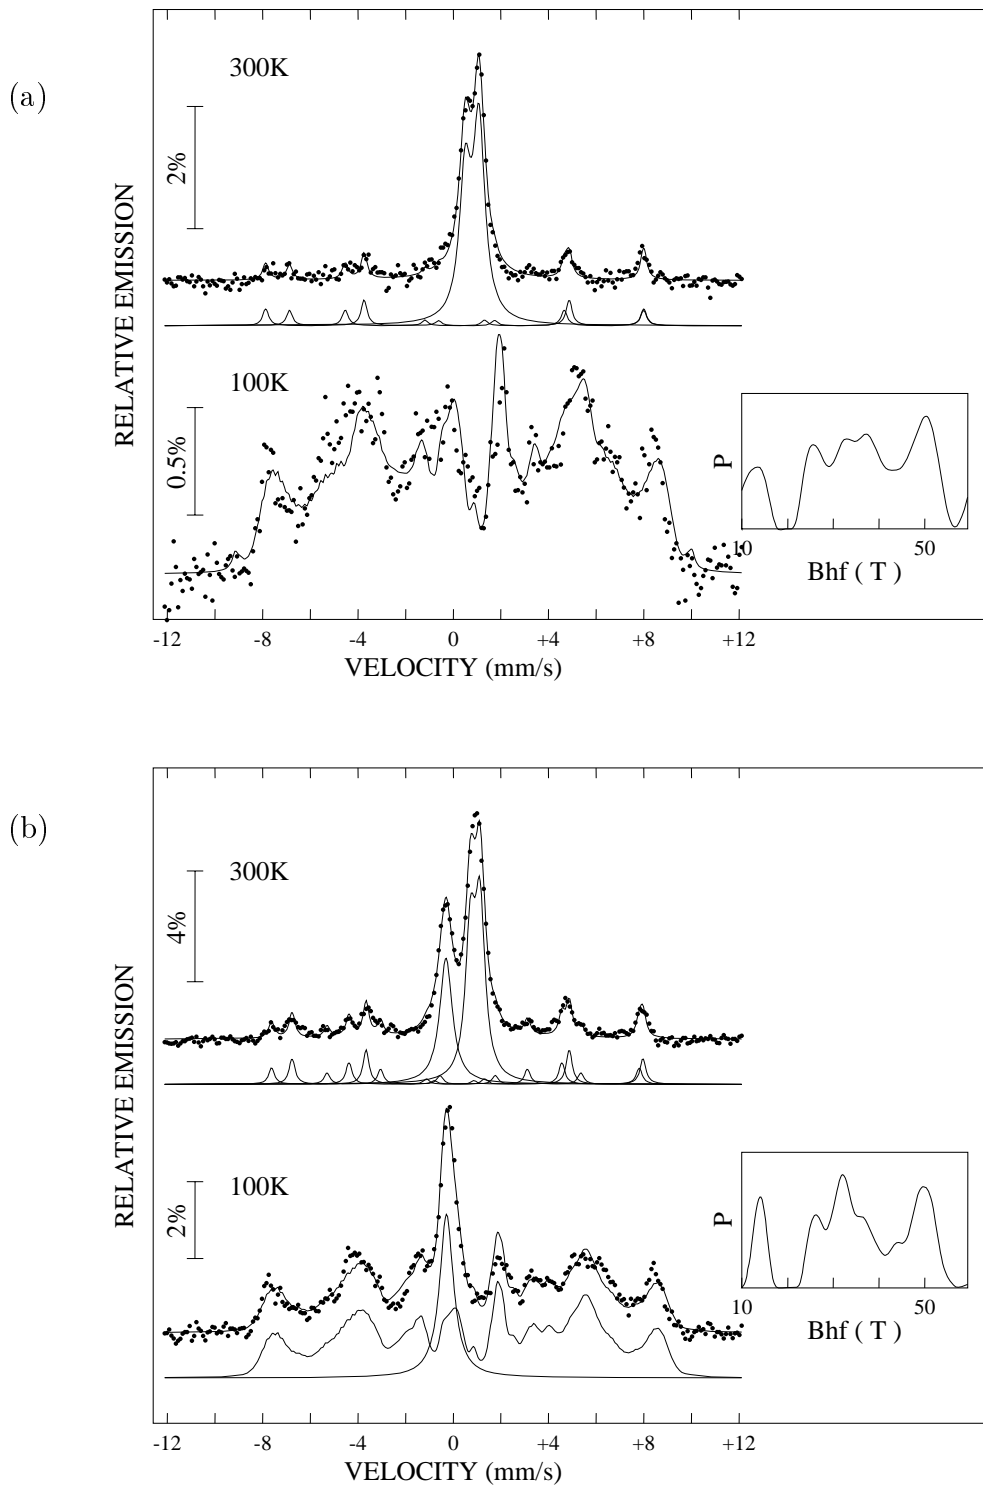 (a)
300K
2%
RELATIVE EMISSION
100K
0.5%
P
10 50
Bhf ( T )
-12 -8 -4 0 +4 +8 +12
VELOCITY (mm/s)
(b)
300K
4%
RELATIVE EMISSION
100K
2%
P
10 50
Bhf ( T )
-12 -8 -4 0 +4 +8 +12
VELOCITY (mm/s)